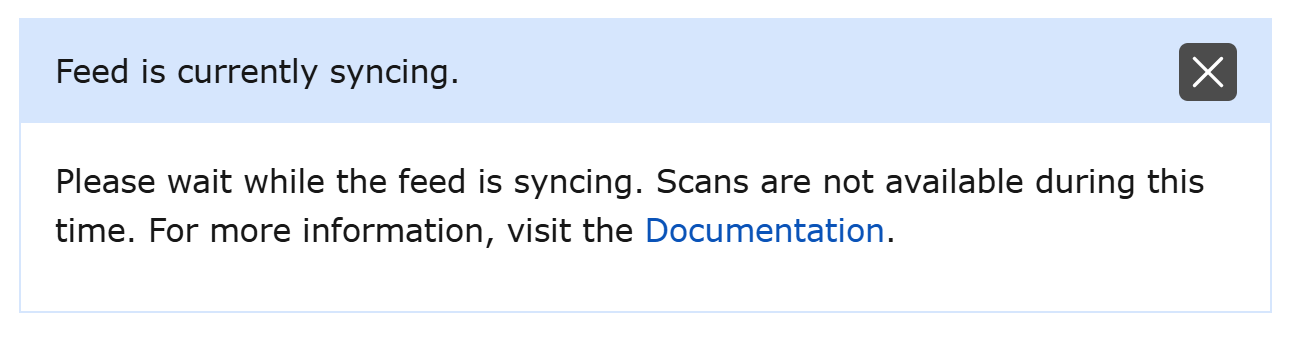 Feed is currently syncing.
Please wait while the feed is syncing. Scans are not available during this
time. For more information, visit the Documentation.